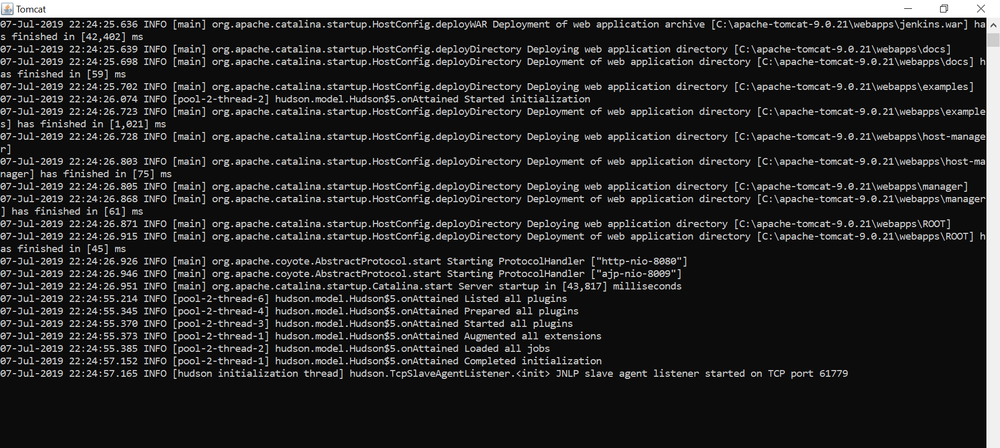 Tomcat
07-Jul-2019 22:24:25.636 INFO [main] org.apache.catalina.startup.HostConfig.deployWAR Deployment of web application archive [C:\apache-tomcat-9.0.21\webapps\jenkins.war] ha
s finished in [42,402] ms
07-Jul-2019 22:24:25.639 INFO [main] org.apache.catalina.startup.HostConfig.deployDirectory Deploying web application directory [C:\apache-tomcat-9.0.21\webapps\docs]
07-Jul-2019 22:24:25.698 INFO [main] org.apache.catalina.startup.HostConfig.deployDirectory Deployment of web application directory [C:\apache-tomcat-9.0.21\webapps\docs] h
as finished in [59] ms
07-Jul-2019 22:24:25.702 INFO [main] org.apache.catalina.startup.HostConfig.deployDirectory Deploying web application directory [C:\apache-tomcat-9.0.21\webapps\examples]
07-Jul-2019 22:24:26.074 INFO [pool-2-thread-2] hudson.model.Hudson$5.onAttained Started initialization
07-Jul-2019 22:24:26.723 INFO [main] org.apache.catalina.startup.HostConfig.deployDirectory Deployment of web application directory [C:\apache-tomcat-9.0.21\webapps\example
s] has finished in [1,021] ms
07-Jul-2019 22:24:26.728 INFO [main] org.apache.catalina.startup.HostConfig.deployDirectory Deploying web application directory [C:\apache-tomcat-9.0.21\webapps\host-manage
r]
07-Jul-2019 22:24:26.803 INFO [main] org.apache.catalina.startup.HostConfig.deployDirectory Deployment of web application directory [C:\apache-tomcat-9.0.21\webapps\host-ma
nager] has finished in [75] ms
07-Jul-2019 22:24:26.805 INFO [main] org.apache.catalina.startup.HostConfig.deployDirectory Deploying web application directory [C:\apache-tomcat-9.0.21\webapps\manager]
07-Jul-2019 22:24:26.868 INFO [main] org.apache.catalina.startup.HostConfig.deployDirectory Deployment of web application directory [C:\apache-tomcat-9.0.21\webapps\manager
] has finished in [61] ms
07-Jul-2019 22:24:26.871 INFO [main] org.apache.catalina.startup.HostConfig.deployDirectory Deploying web application directory [C:\apache-tomcat-9.0.21\webapps\ROOT]
07-Jul-2019 22:24:26.915 INFO [main] org.apache.catalina.startup.HostConfig.deployDirectory Deployment of web application directory [C:\apache-tomcat-9.0.21\webapps\ROOT] h
as finished in [45] ms
07-Jul-2019 22:24:26.926 INFO [main] org.apache.coyote.AbstractProtocol.start Starting ProtocolHandler ["http-nio-8080"]
07-Jul-2019 22:24:26.946 INFO [main] org.apache.coyote.AbstractProtocol.start Starting ProtocolHandler ["ajp-nio-8009"]
07-Jul-2019 22:24:26.951 INFO [main] org.apache.catalina.startup.Catalina.start Server startup in [43,817] milliseconds
07-Jul-2019 22:24:55.214 INFO [pool-2-thread-6] hudson.model.Hudson$5.onAttained Listed all plugins
07-Jul-2019 22:24:55.345 INFO [pool-2-thread-4] hudson.model.Hudson$5.onAttained Prepared all plugins
07-Jul-2019 22:24:55.370 INFO [pool-2-thread-3] hudson.model.Hudson$5.onAttained Started all plugins
07-Jul-2019 22:24:55.373 INFO [pool-2-thread-1] hudson.model.Hudson$5.onAttained Augmented all extensions
07-Jul-2019 22:24:55.385 INFO [pool-2-thread-2] hudson.model.Hudson$5.onAttained Loaded all jobs
07-Jul-2019 22:24:57.152 INFO [pool-2-thread-1] hudson.model.Hudson$5.onAttained Completed initialization
07-Jul-2019 22:24:57.165 INFO [hudson initialization thread] hudson.TcpSlaveAgentListener.<init> JNLP slave agent listener started on TCP port 61779